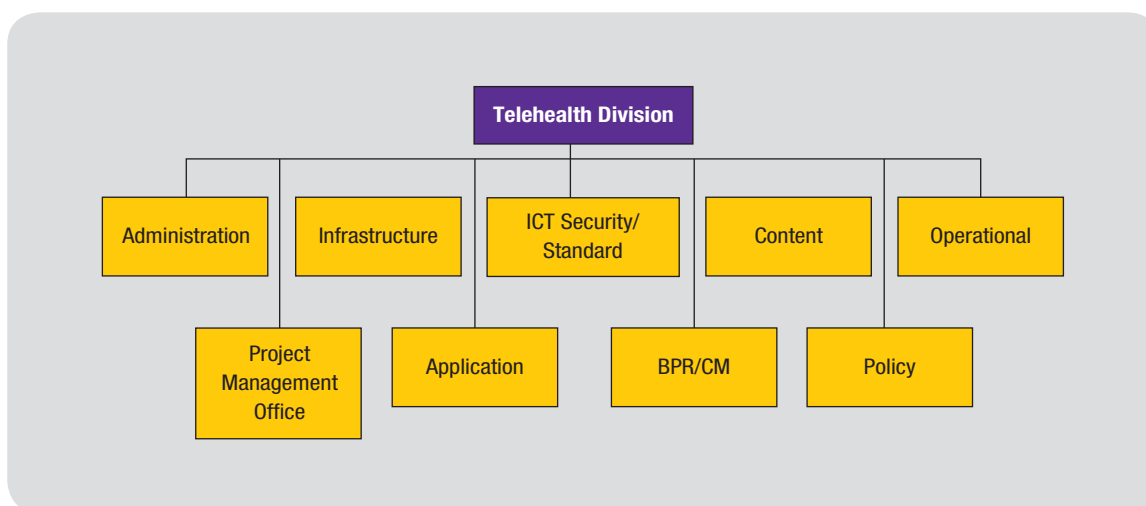 Telehealth Division
Administration
Infrastructure
ICT Security/
Standard
Content
Operational
Project
Management
Office
Application
BPR/CM
Policy